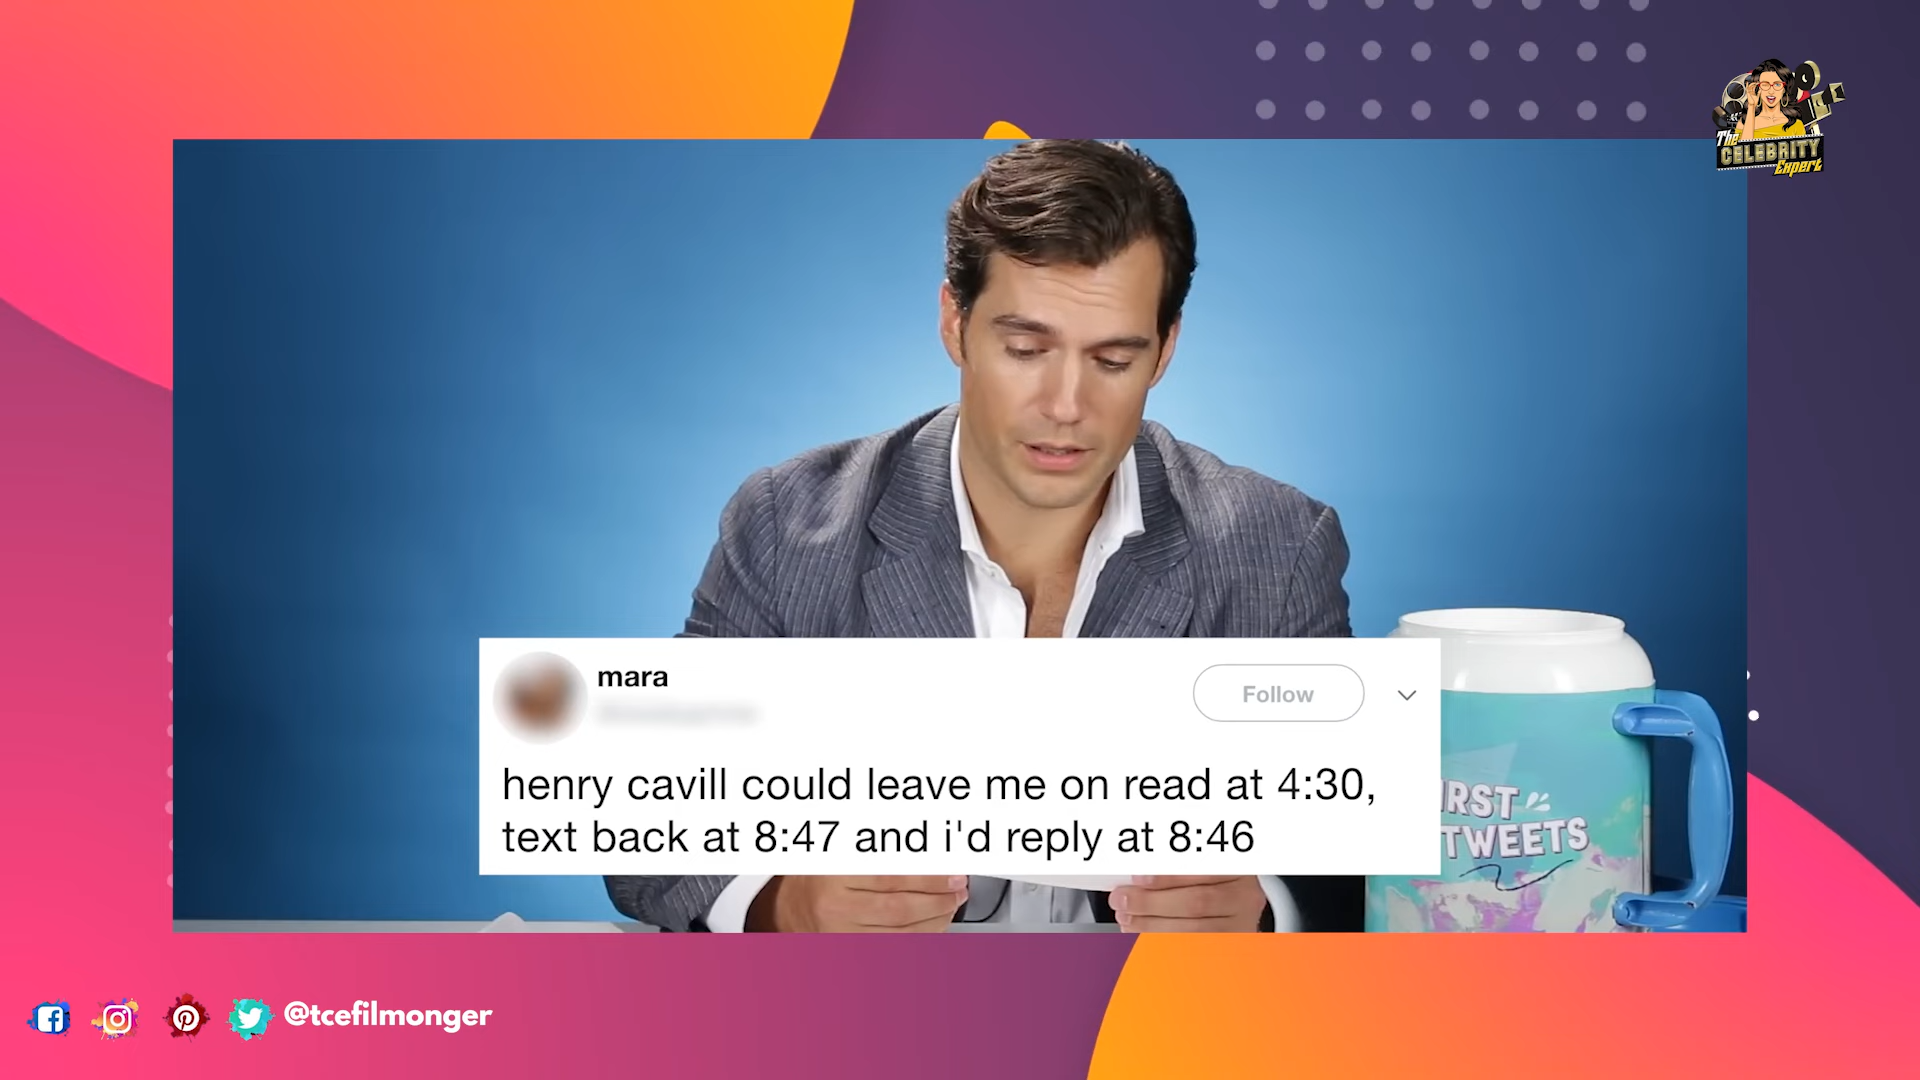 The
CELEBRITY
Expert
mara
Follow
henry cavill could leave me on read at 4:30,
text back at 8:47 and i'd reply at 8:46
IRST
TWEETS
@tcefilmonger